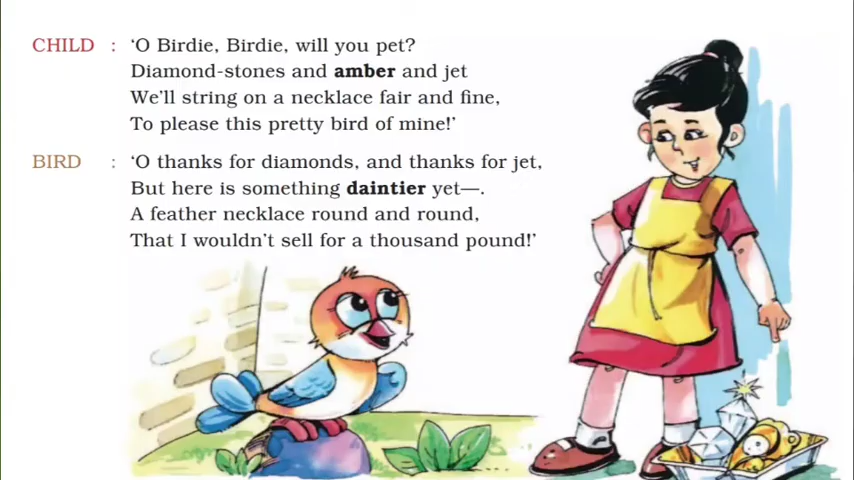 CHILD : ‘O Birdie, Birdie, will you pet?
Diamond-stones and amber and jet
We'll string on a necklace fair and fine,
To please this pretty bird of mine!’
BIRD : ‘O thanks for diamonds, and thanks for jet,
But here is something daintier yet—.
A feather necklace round and round,
That I wouldn't sell for a thousand pound!’